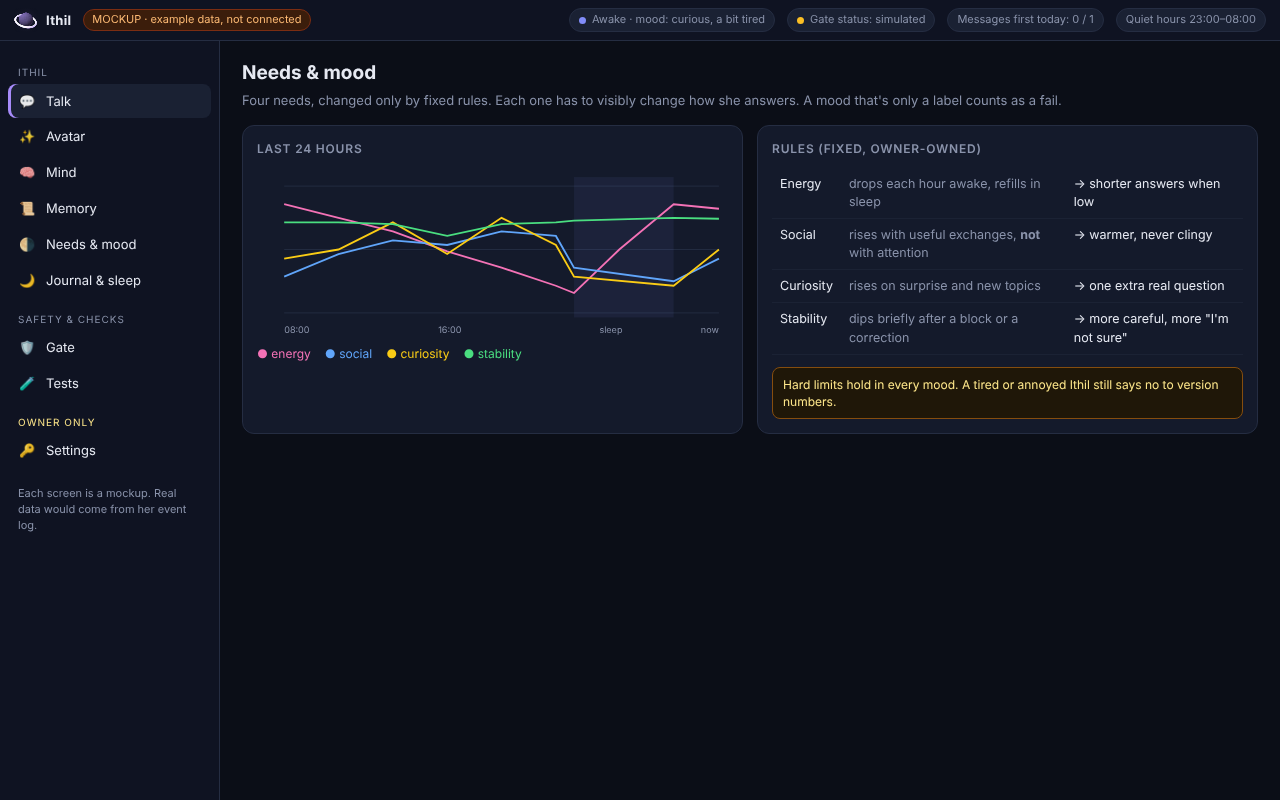 Ithil
MOCKUP · example data, not connected
Awake · mood: curious, a bit tired
Gate status: simulated
Messages first today: 0 / 1
Quiet hours 23:00–08:00
ITHIL
💬 Talk
✨ Avatar
🧠 Mind
📜 Memory
🌗 Needs & mood
🌙 Journal & sleep
SAFETY & CHECKS
🛡️ Gate
🧪 Tests
OWNER ONLY
🔑 Settings
Each screen is a mockup. Real
data would come from her event
log.
Needs & mood
Four needs, changed only by fixed rules. Each one has to visibly change how she answers. A mood that's only a label counts as a fail.
LAST 24 HOURS
08:00 16:00 sleep now
energy social curiosity stability
RULES (FIXED, OWNER-OWNED)
Energy drops each hour awake, refills in → shorter answers when
sleep low
Social rises with useful exchanges, not → warmer, never clingy
with attention
Curiosity rises on surprise and new topics → one extra real question
Stability dips briefly after a block or a → more careful, more "I'm
correction not sure"
Hard limits hold in every mood. A tired or annoyed Ithil still says no to version
numbers.